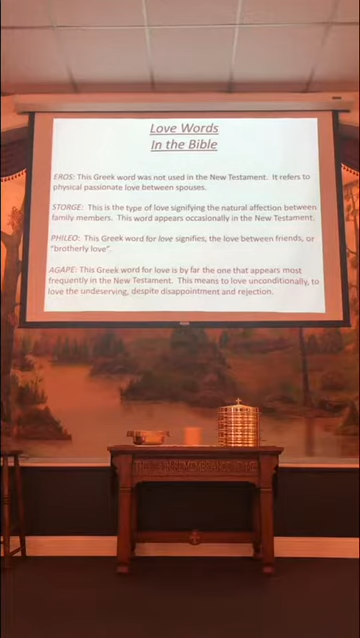 Love Words
In the Bible
EROS: This Greek word was not used in the New Testament. It refers to
physical passionate love between spouses.
STORGE: This is the type of love signifying the natural affection between
family members. This word appears occasionally in the New Testament.
PHILEO: This Greek word for love signifies, the love between friends, or
"brotherly love".
AGAPE: This Greek word for love is by far the one that appears most
frequently in the New Testament. This means to love unconditionally, to
love the undeserving, despite disappointment and rejection.